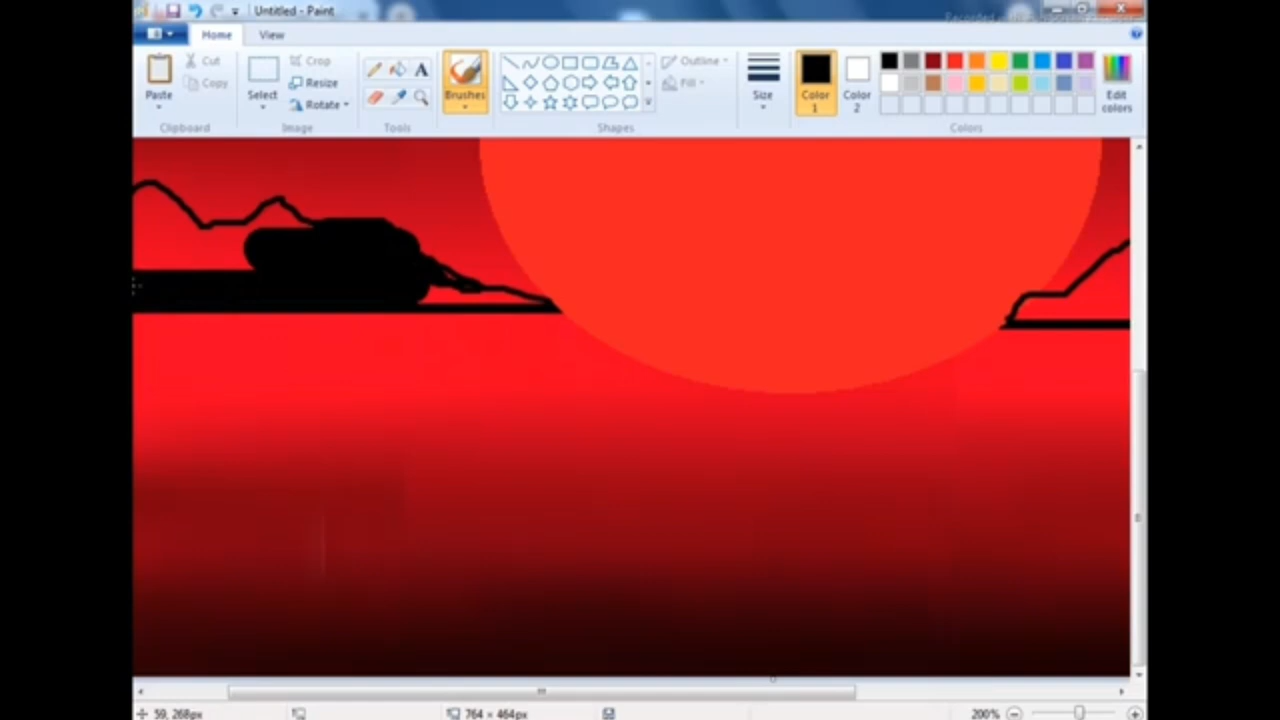 Untitled - Paint
Home View
Paste
Cut
Copy
Clipboard
Select
Crop
Resize
Rotate
Image
A
Tools
Brushes
Outline
Fill
Shapes
Size
Color 1
Color 2
Edit colors
Colors
59, 268px
764 × 464px
200%